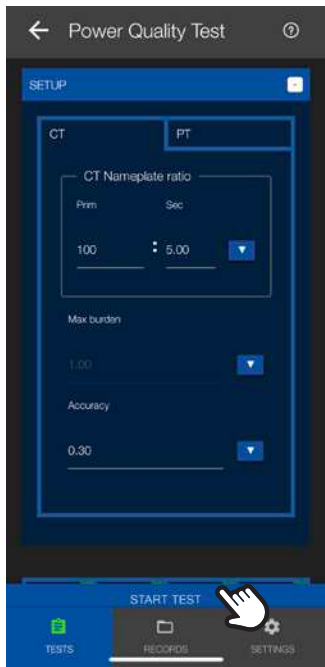 Power Quality Test
SETUP
CT PT
CT Nameplate ratio
Prim Sec
100 : 5.00
Max burden
1.00
Accuracy
0.30
START TEST
TESTS RECORDS SETTINGS